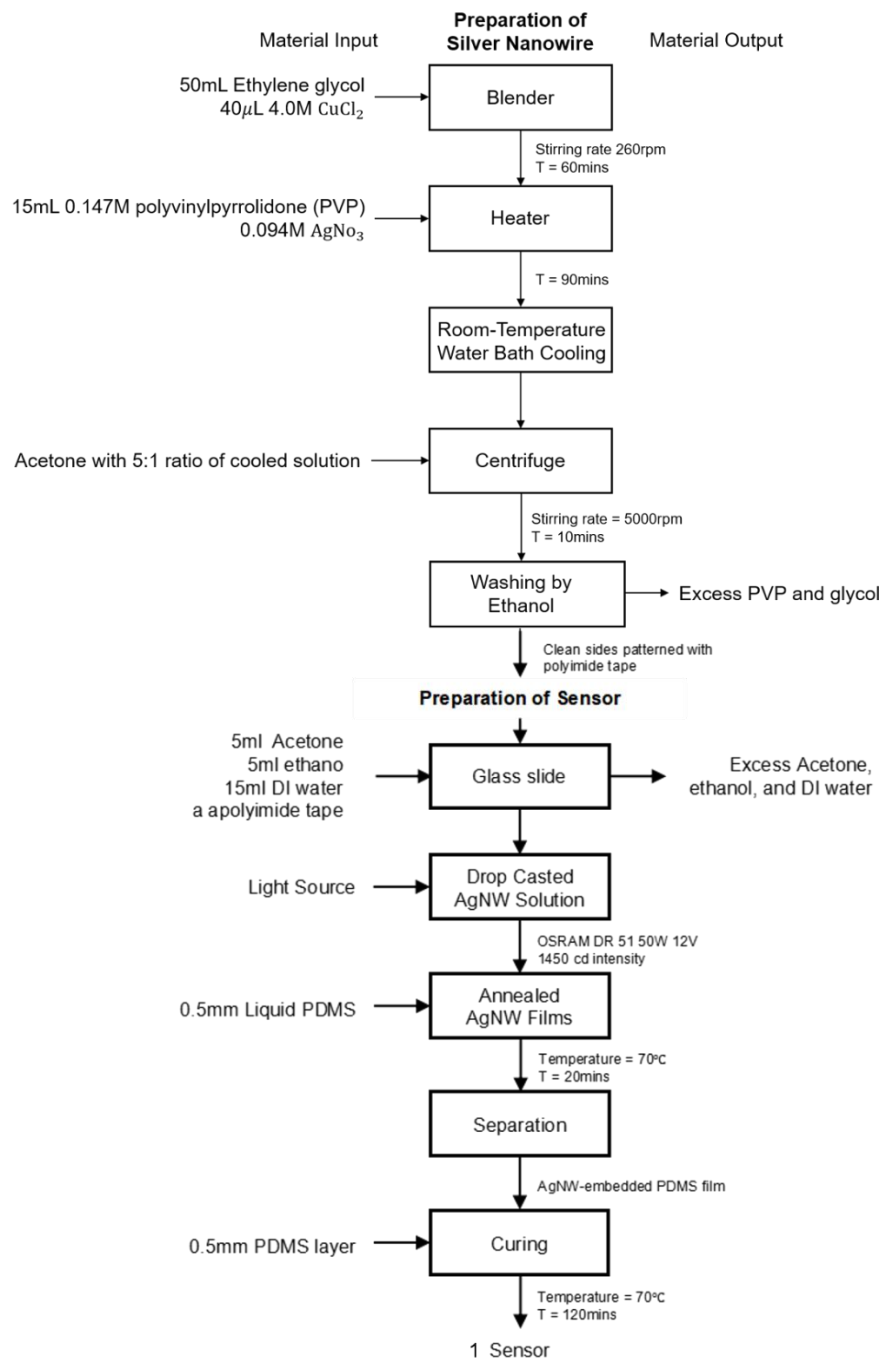 Preparation of
Silver Nanowire
Material Input
Material Output
50mL Ethylene glycol
40μL 4.0M CuCl₂
Blender
Stirring rate 260rpm
T = 60mins
15mL 0.147M polyvinylpyrrolidone (PVP)
0.094M AgNo₃
Heater
T = 90mins
Room-Temperature
Water Bath Cooling
Acetone with 5:1 ratio of cooled solution
Centrifuge
Stirring rate = 5000rpm
T = 10mins
Washing by
Ethanol
Excess PVP and glycol
Clean sides patterned with
polyimide tape
Preparation of Sensor
5ml Acetone
5ml ethano
15ml DI water
a apolyimide tape
Glass slide
Excess Acetone,
ethanol, and DI water
Light Source
Drop Casted
AgNW Solution
OSRAM DR 51 50W 12V
1450 cd intensity
0.5mm Liquid PDMS
Annealed
AgNW Films
Temperature = 70℃
T = 20mins
Separation
AgNW-embedded PDMS film
0.5mm PDMS layer
Curing
Temperature = 70℃
T = 120mins
1 Sensor